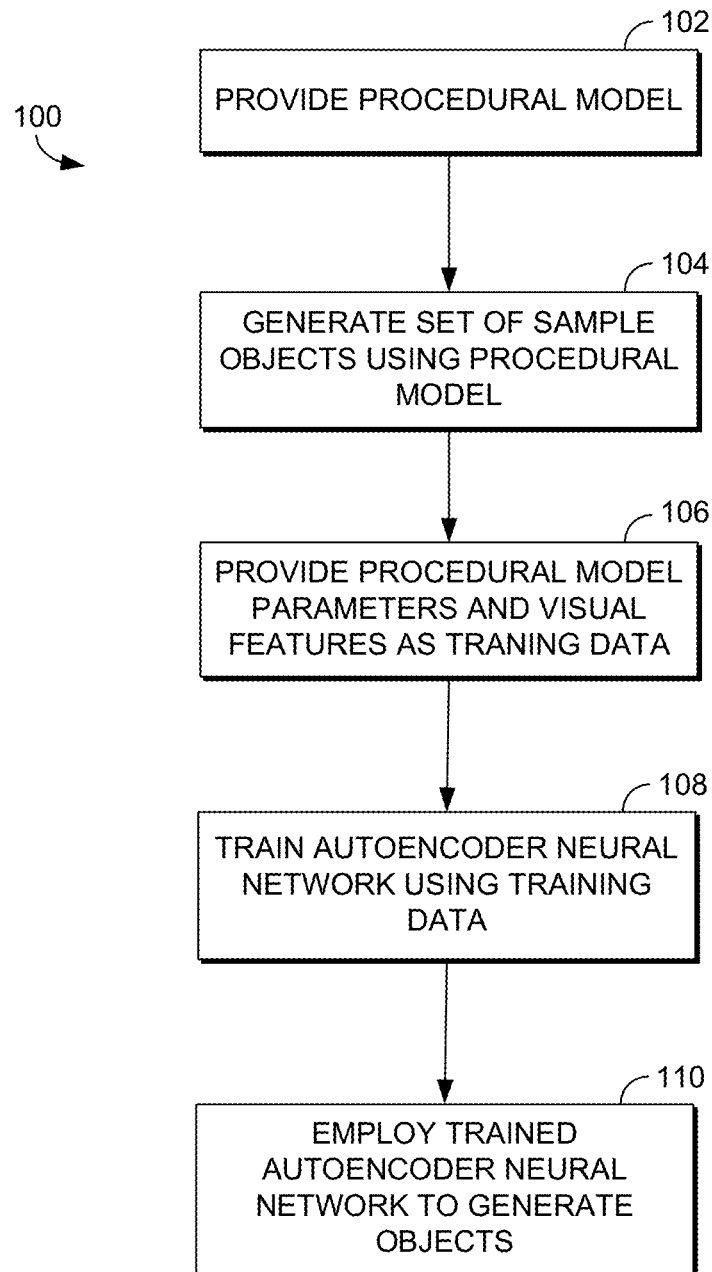 102
PROVIDE PROCEDURAL MODEL
100
104
GENERATE SET OF SAMPLE
OBJECTS USING PROCEDURAL
MODEL
106
PROVIDE PROCEDURAL MODEL
PARAMETERS AND VISUAL
FEATURES AS TRANING DATA
108
TRAIN AUTOENCODER NEURAL
NETWORK USING TRAINING
DATA
110
EMPLOY TRAINED
AUTOENCODER NEURAL
NETWORK TO GENERATE
OBJECTS